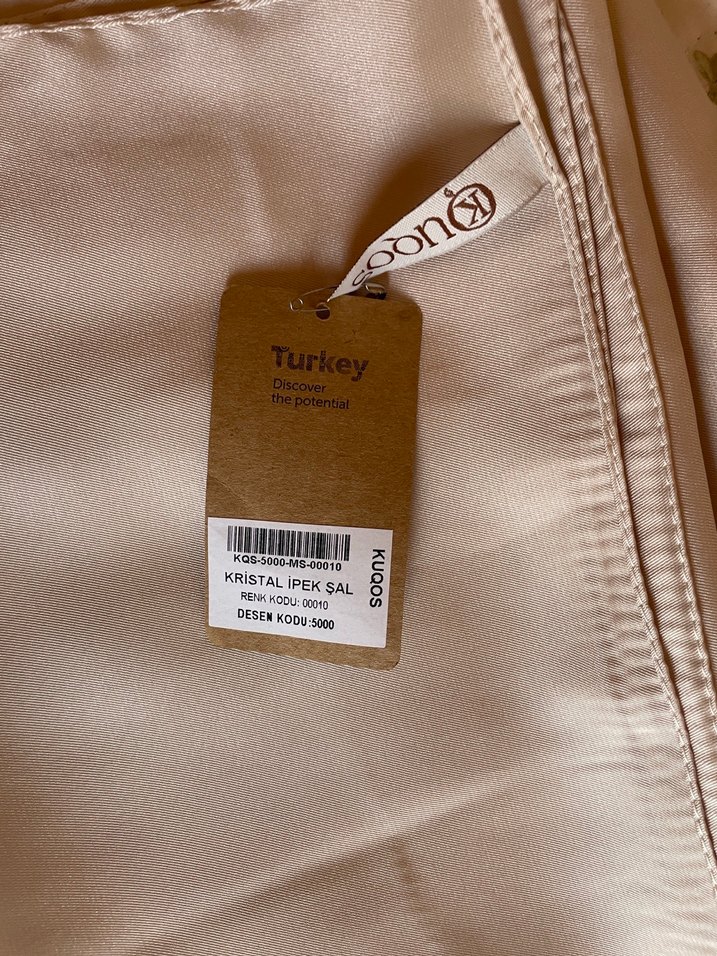 KUQOS
Turkey
Discover
the potential
KQS-5000-MS-00010
KRİSTAL İPEK ŞAL
RENK KODU: 00010
DESEN KODU:5000
KUQOS